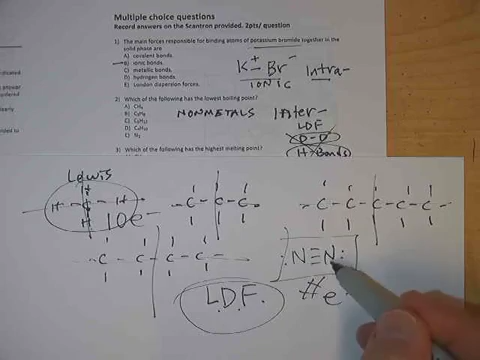 Multiple choice questions
Record answers on the Scantron provided. 2pts/ question
1) The main forces responsible for binding atoms of potassium bromide together in the
solid phase are
A) covalent bonds.
B) ionic bonds.
C) metallic bonds.
D) hydrogen bonds.
E) London dispersion forces.
K+ Br-
IONIC
Intra-
2) Which of the following has the lowest boiling point?
A) CH₄
E) N₂
NONMETALS
Inter-
LDF
D-D
H Bonds
3) Which of the following has the highest melting point?
Lewis
H
H - C - H
H
10e-
- C - C - C -
- C - C - C - C - C -
- C - C - C - C -
:N≡N:
L.D.F.
#e-